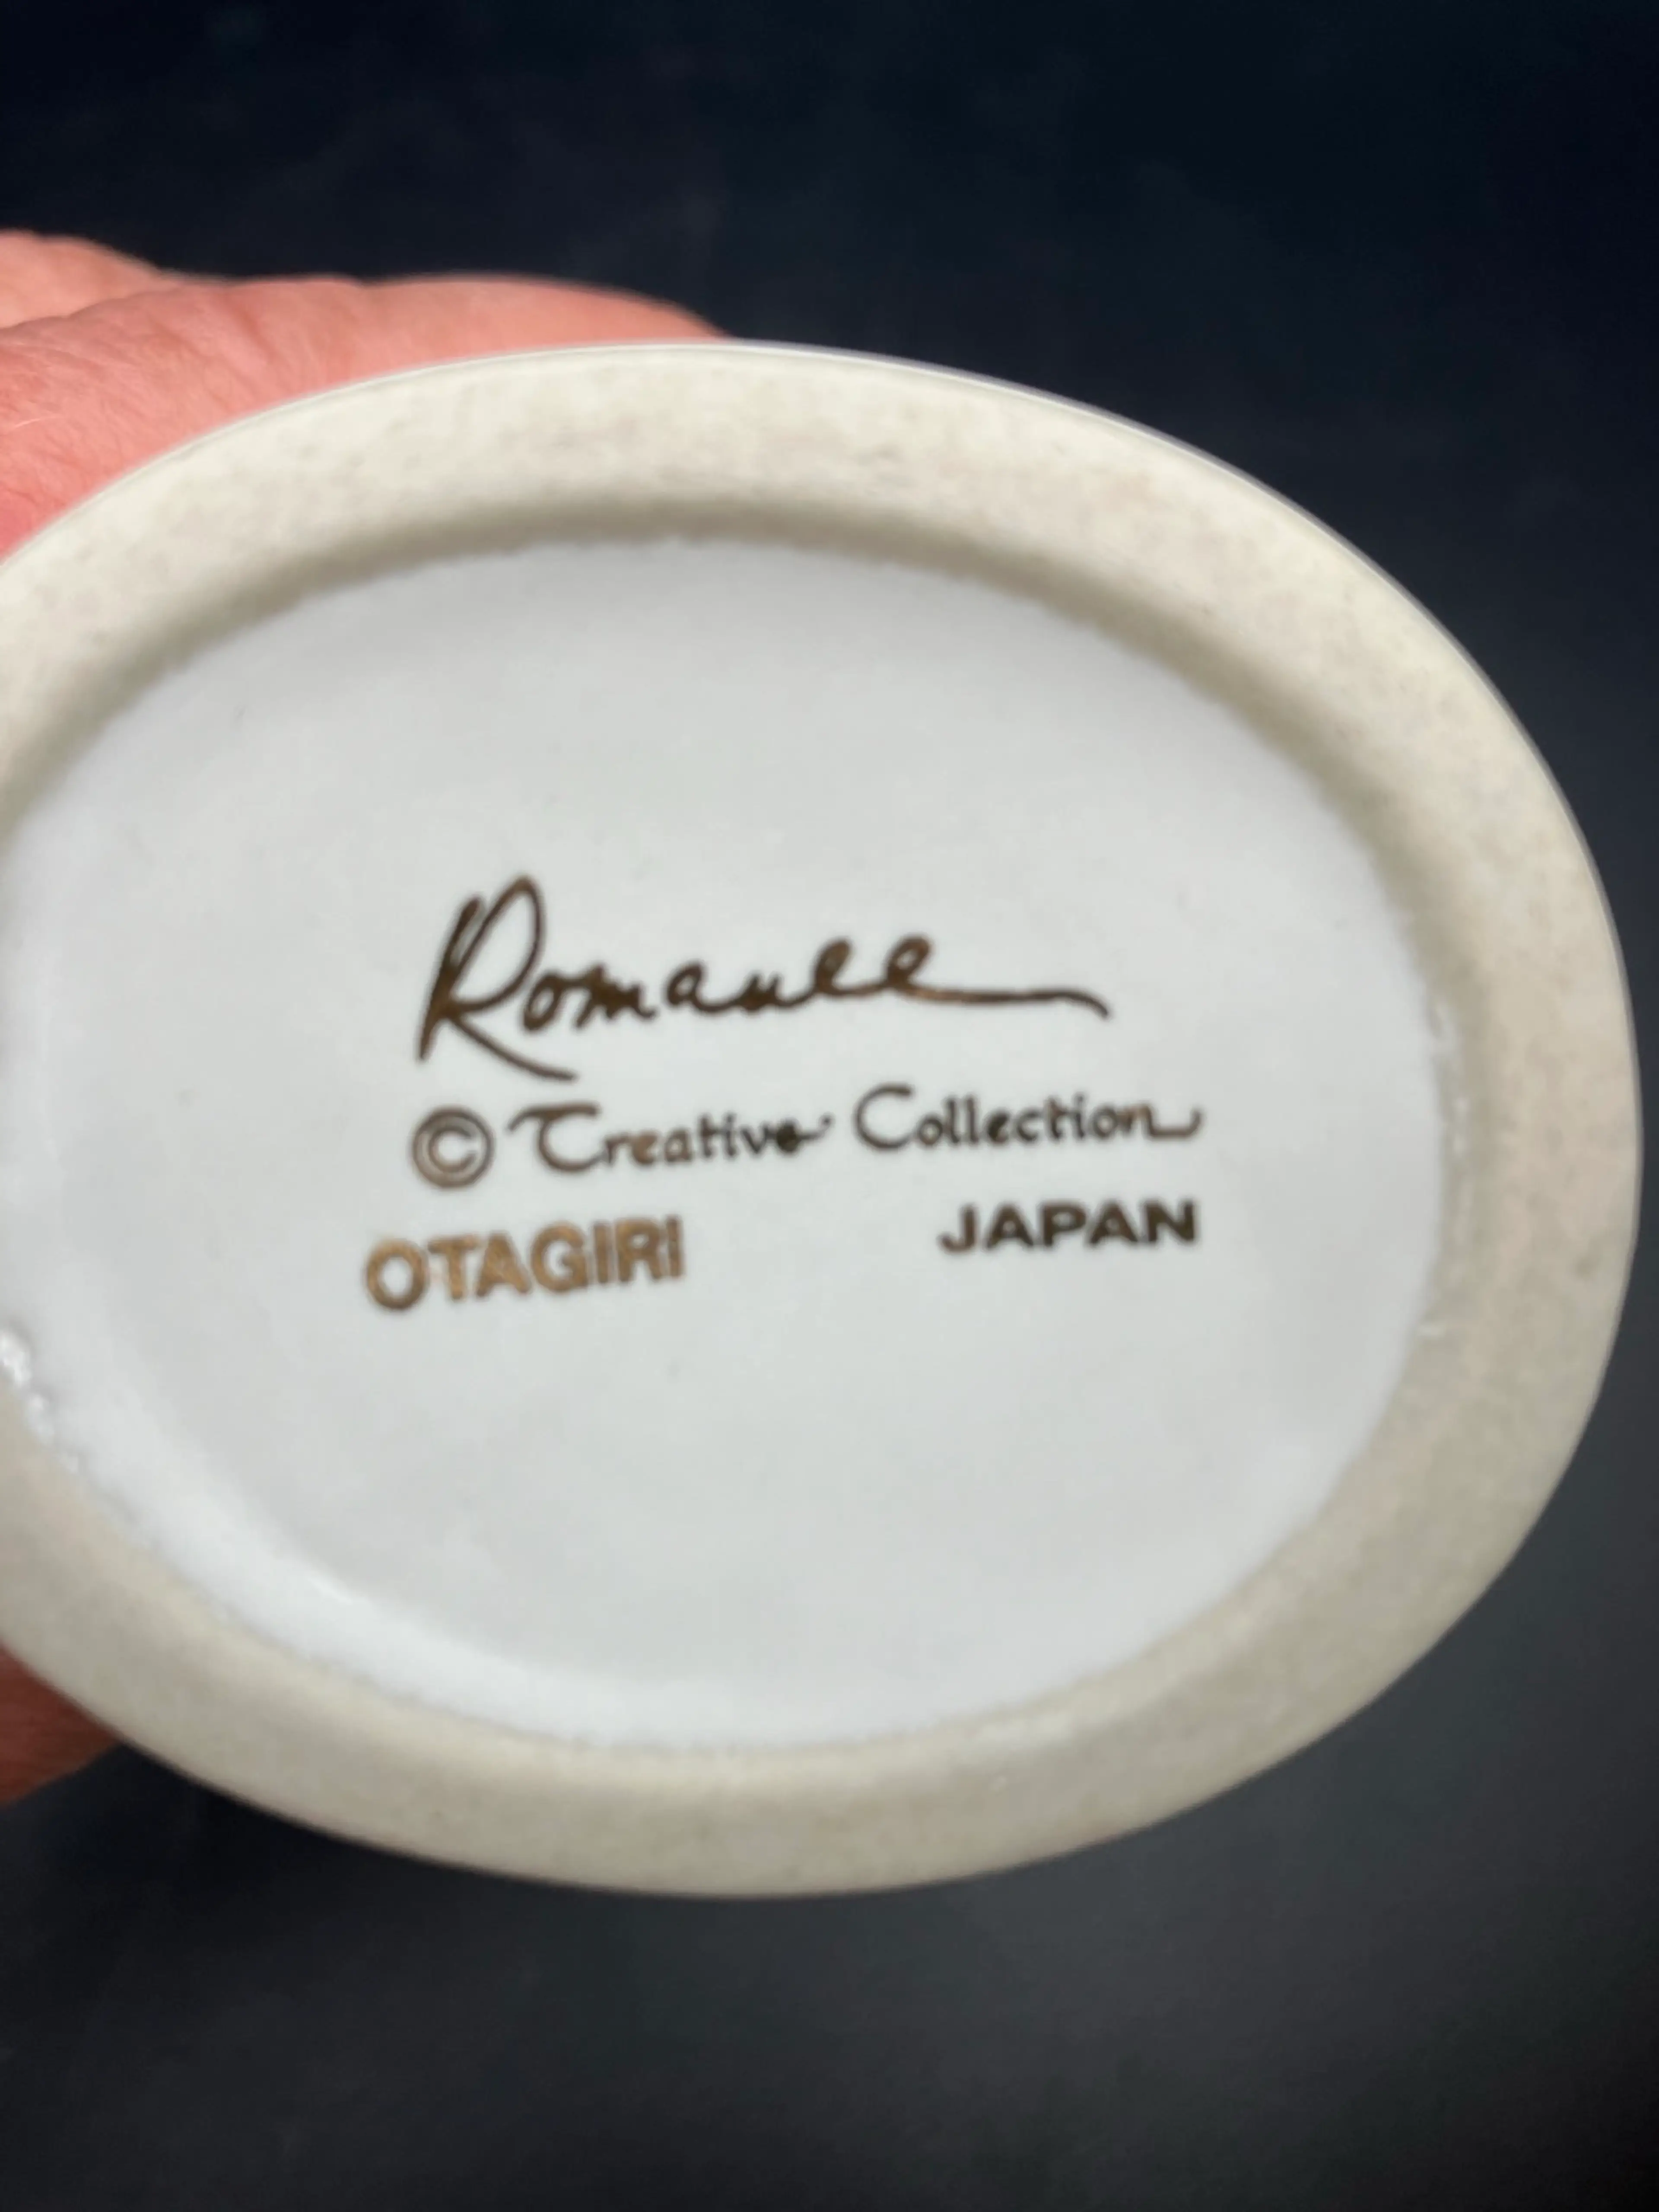 Romance
© Creative Collection
OTAGIRI JAPAN